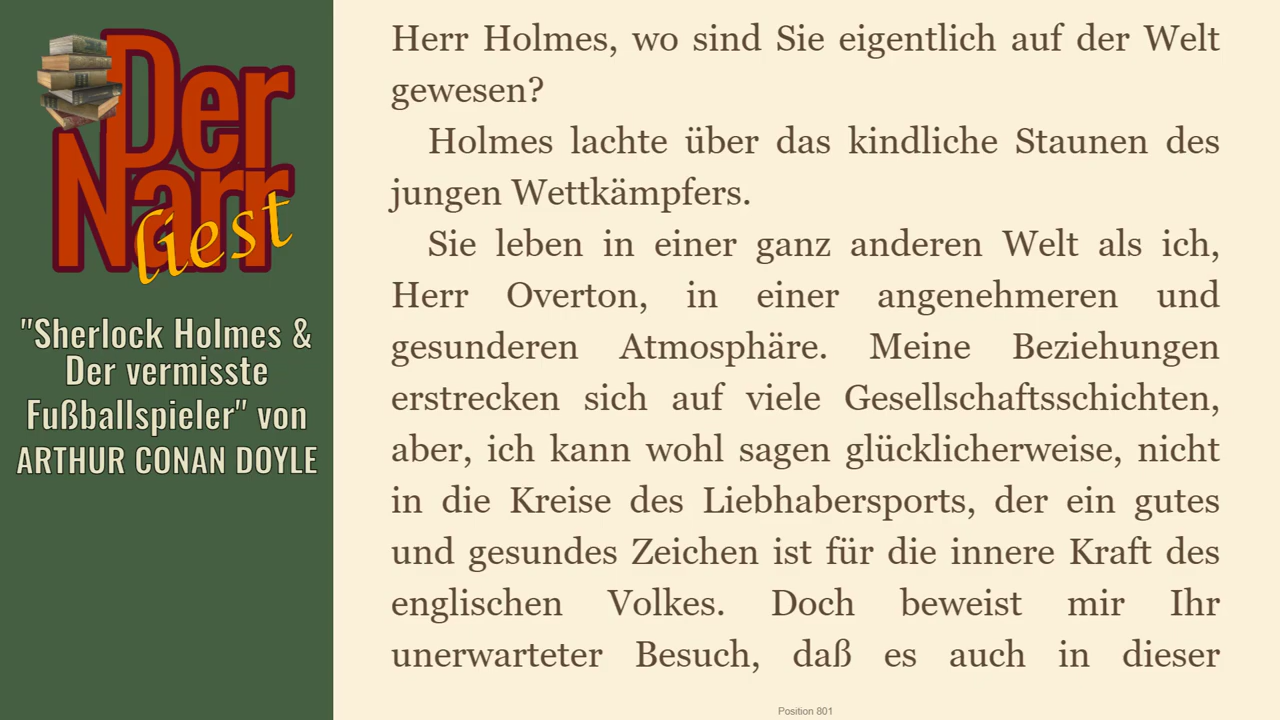 Der
Narr
liest
"Sherlock Holmes &
Der vermisste
Fußballspieler" von
ARTHUR CONAN DOYLE
Herr Holmes, wo sind Sie eigentlich auf der Welt
gewesen?
Holmes lachte über das kindliche Staunen des
jungen Wettkämpfers.
Sie leben in einer ganz anderen Welt als ich,
Herr Overton, in einer angenehmeren und
gesunderen Atmosphäre. Meine Beziehungen
erstrecken sich auf viele Gesellschaftsschichten,
aber, ich kann wohl sagen glücklicherweise, nicht
in die Kreise des Liebhabersports, der ein gutes
und gesundes Zeichen ist für die innere Kraft des
englischen Volkes. Doch beweist mir Ihr
unerwarteter Besuch, daß es auch in dieser
Position 801